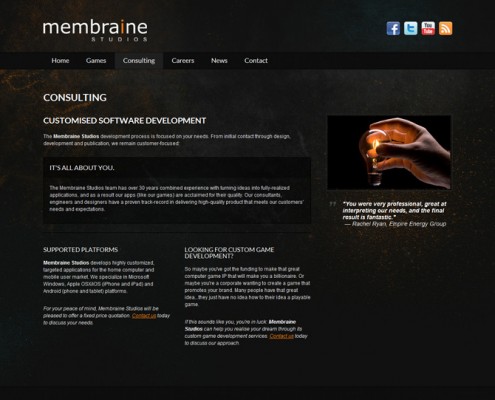 membraine
STUDIOS
Home Games Consulting Careers News Contact
CONSULTING
CUSTOMISED SOFTWARE DEVELOPMENT
The Membraine Studios development process is focused on your needs. From initial contact through design,
development and publication, we remain customer-focused:
IT'S ALL ABOUT YOU.
The Membraine Studios team has over 30 years combined experience with turning ideas into fully-realized
applications, and as a result our apps (like our games) are acclaimed for their quality. Our consultants,
engineers and designers have a proven track-record in delivering high-quality product that meets our customers'
needs and expectations.
"You were very professional, great at
interpreting our needs, and the final
result is fantastic."
— Rachel Ryan, Empire Energy Group
SUPPORTED PLATFORMS
Membraine Studios develops highly customized,
targeted applications for the home computer and
mobile user market. We specialize in Microsoft
Windows, Apple OS/iOS (iPhone and iPad) and
Android (phone and tablet) platforms.
For your peace of mind, Membraine Studios will be
pleased to offer a fixed price quotation. Contact us today
to discuss your needs.
LOOKING FOR CUSTOM GAME
DEVELOPMENT?
So maybe you've got the funding to make that great
computer game IP that will make you a billionaire. Or
maybe you're a corporate wanting to create a game that
promotes your brand. Many people have that great
idea...they just have no idea how to their idea a playable
game.
If this sounds like you, you're in luck. Membraine
Studios can help you realise your dream through its
custom game development services. Contact us today
to discuss our approach.